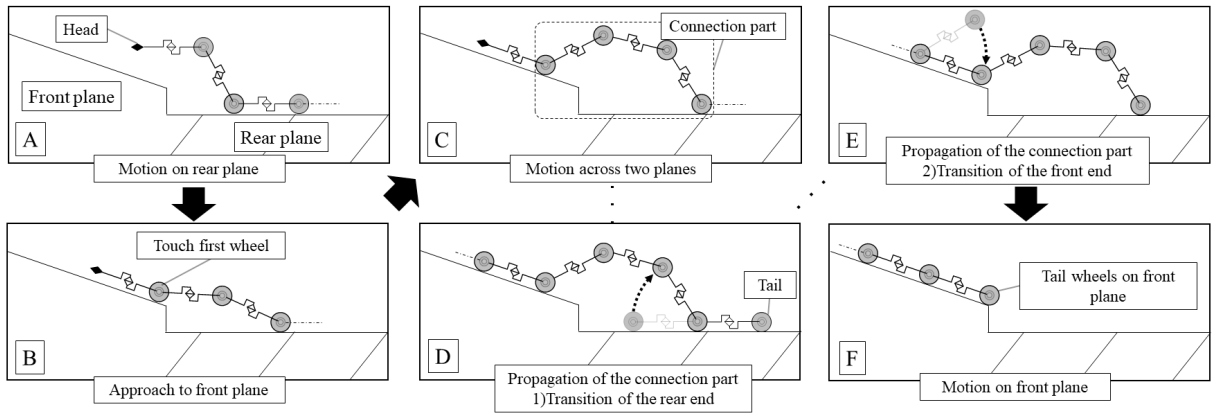 Head
Front plane
Rear plane
A
Motion on rear plane
Touch first wheel
B
Approach to front plane
Connection part
C
Motion across two planes
Tail
D
Propagation of the connection part
1)Transition of the rear end
E
Propagation of the connection part
2)Transition of the front end
Tail wheels on front
plane
F
Motion on front plane